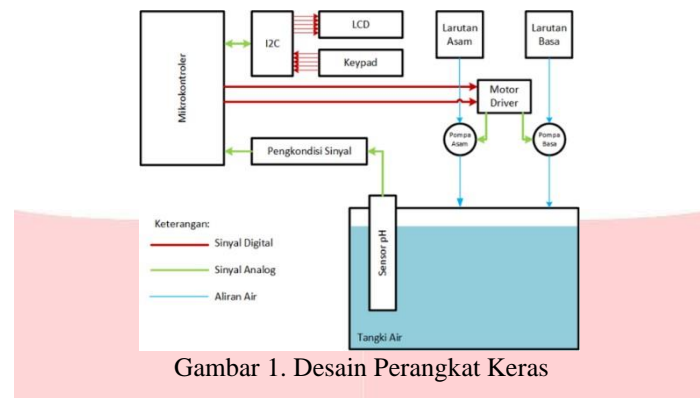 Mikrokontroler
I2C
LCD
Keypad
Larutan
Asam
Larutan
Basa
Motor
Driver
Pompa
Asam
Pompa
Basa
Pengkondisi Sinyal
Sensor pH
Tangki Air
Keterangan:
Sinyal Digital
Sinyal Analog
Aliran Air
Gambar 1. Desain Perangkat Keras